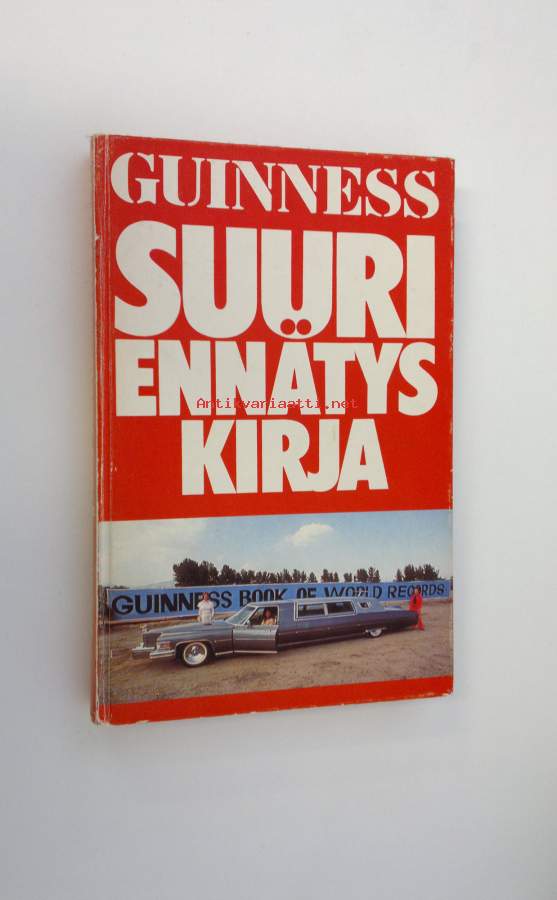 GUINNESS
SUURI
ENNÄTYS
Antikvariaatti.net
KIRJA
GUINNESS BOOK OF WORLD RECORDS